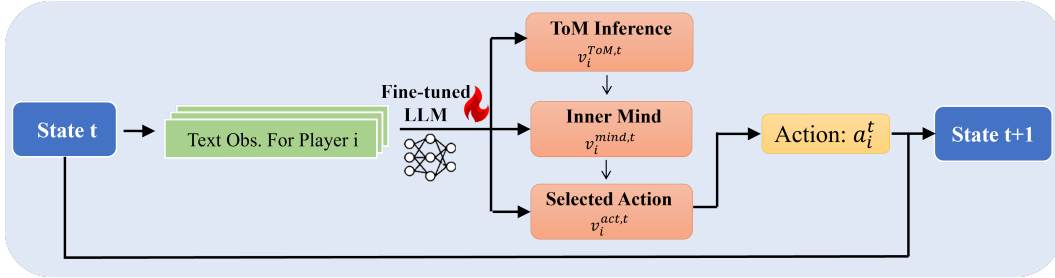 State t
Text Obs. For Player i
Fine-tuned
LLM
ToM Inference
$v_i^{ToM,t}$
Inner Mind
$v_i^{mind,t}$
Selected Action
$v_i^{act,t}$
Action: $a_i^t$
State t+1